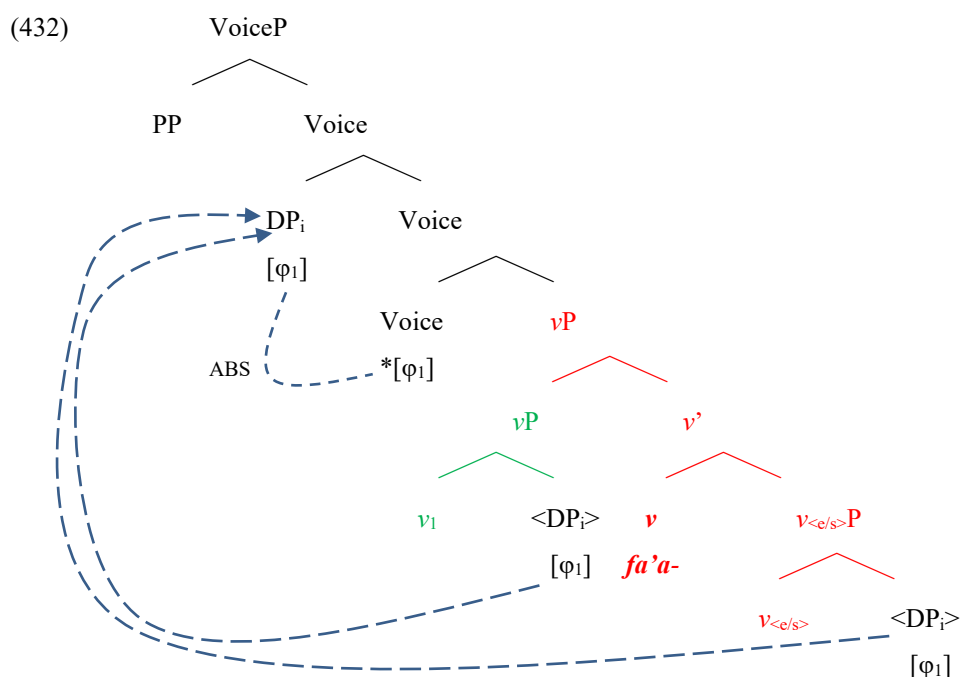 (432) VoiceP
PP Voice
DPᵢ Voice
[φ₁]
Voice vP
ABS *[φ₁]
vP v’
v₁ <DPᵢ> v v<e/s>P
[φ₁] fa’a-
v<e/s> <DPᵢ>
[φ₁]